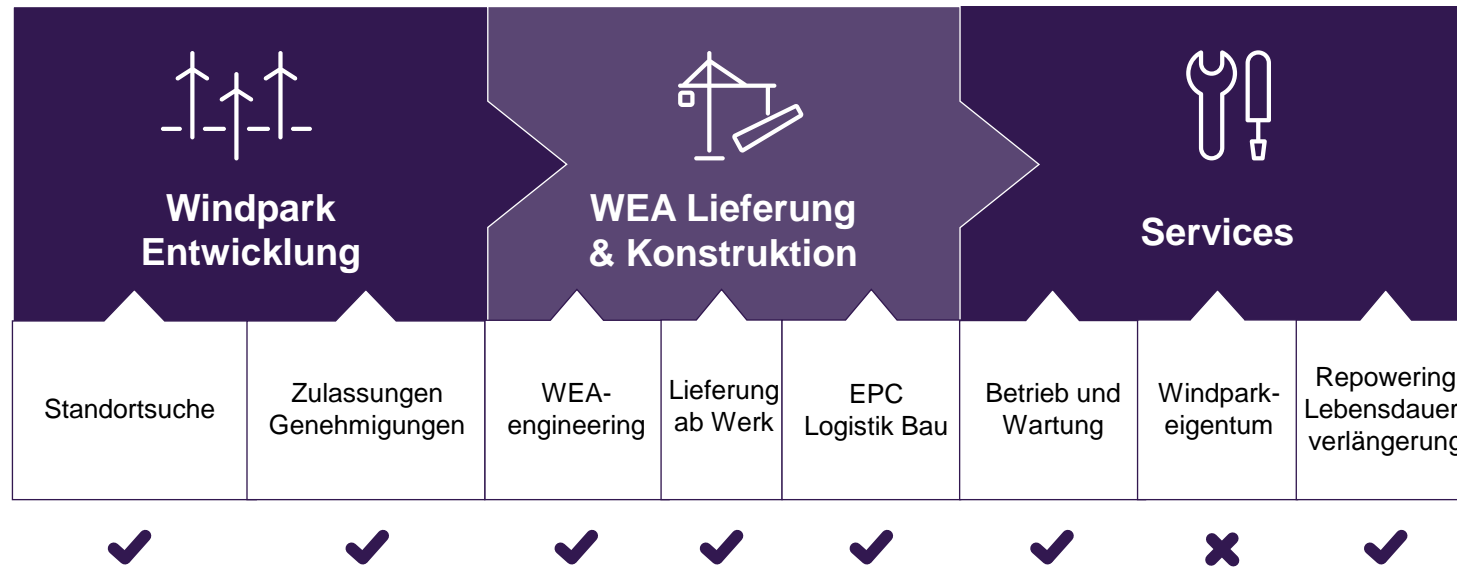 Windpark
Entwicklung
WEA Lieferung
& Konstruktion
Services
Standortsuche
Zulassungen
Genehmigungen
WEA-
engineering
Lieferung
ab Werk
EPC
Logistik Bau
Betrieb und
Wartung
Windpark-
eigentum
Repowering
Lebensdauer
verlängerung